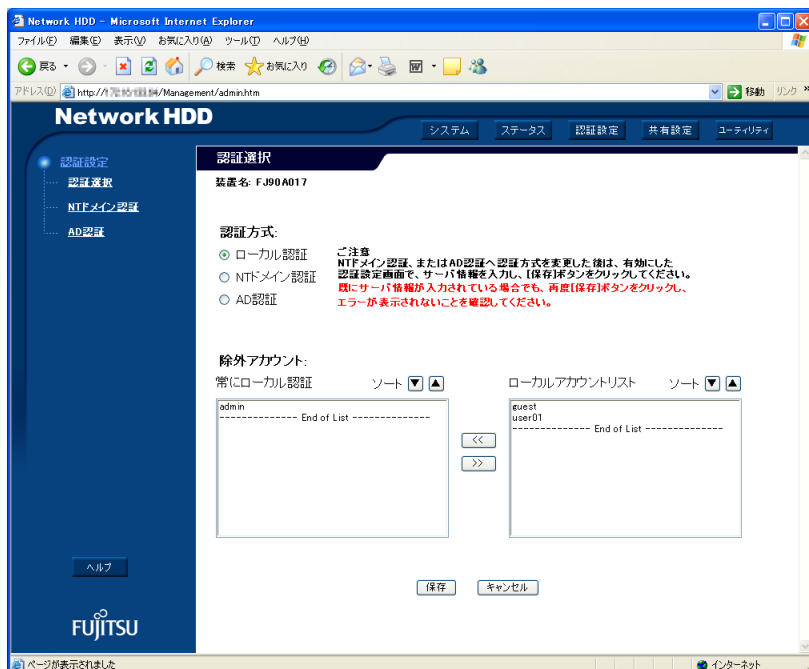 Network HDD - Microsoft Internet Explorer
ファイル(F) 編集(E) 表示(V) お気に入り(A) ツール(T) ヘルプ(H)
戻る 検索 お気に入り
アドレス(D) /Management/admin.htm 移動 リンク »
Network HDD
システム ステータス 認証設定 共有設定 ユーティリティ
認証設定
認証選択
NTドメイン認証
AD認証
認証選択
装置名: FJ90A017
認証方式:
ローカル認証
NTドメイン認証
AD認証
ご注意
NTドメイン認証、またはAD認証へ認証方式を変更した後は、有効にした
認証設定画面で、サーバ情報を入力し、[保存]ボタンをクリックしてください。
既にサーバ情報が入力されている場合でも、再度[保存]ボタンをクリックし、
エラーが表示されないことを確認してください。
除外アカウント:
常にローカル認証 ソート ▼ ▲
admin
-------------- End of List --------------
<<
>>
ローカルアカウントリスト ソート ▼ ▲
guest
user01
-------------- End of List --------------
保存 キャンセル
ヘルプ
FUJITSU
ページが表示されました インターネット